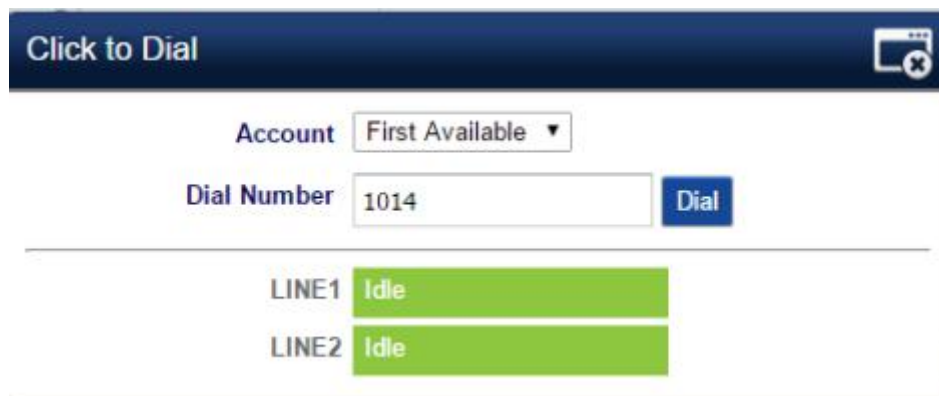 Click to Dial
Account First Available
Dial Number 1014 Dial
LINE1 Idle
LINE2 Idle